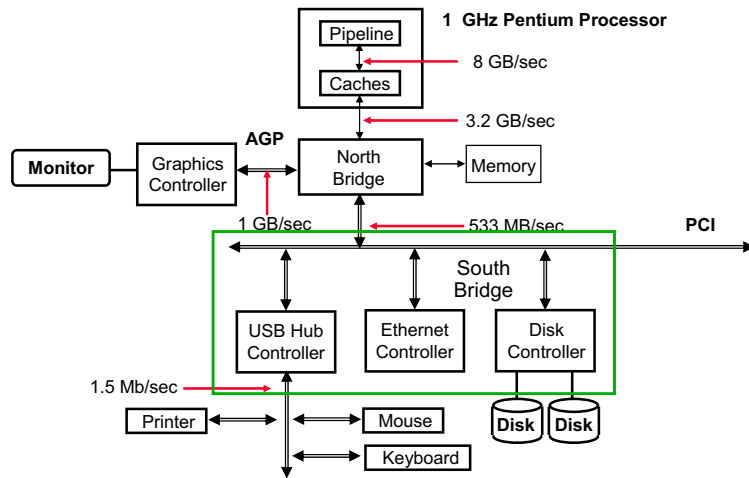 1 GHz Pentium Processor
Pipeline
8 GB/sec
Caches
3.2 GB/sec
AGP
Monitor
Graphics
Controller
North
Bridge
Memory
1 GB/sec
533 MB/sec
PCI
South
Bridge
USB Hub
Controller
Ethernet
Controller
Disk
Controller
1.5 Mb/sec
Printer
Mouse
Disk
Disk
Keyboard